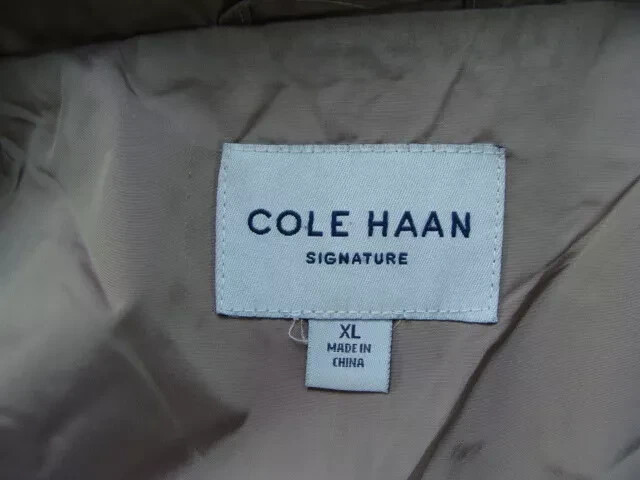 COLE HAAN
SIGNATURE
XL
MADE IN
CHINA